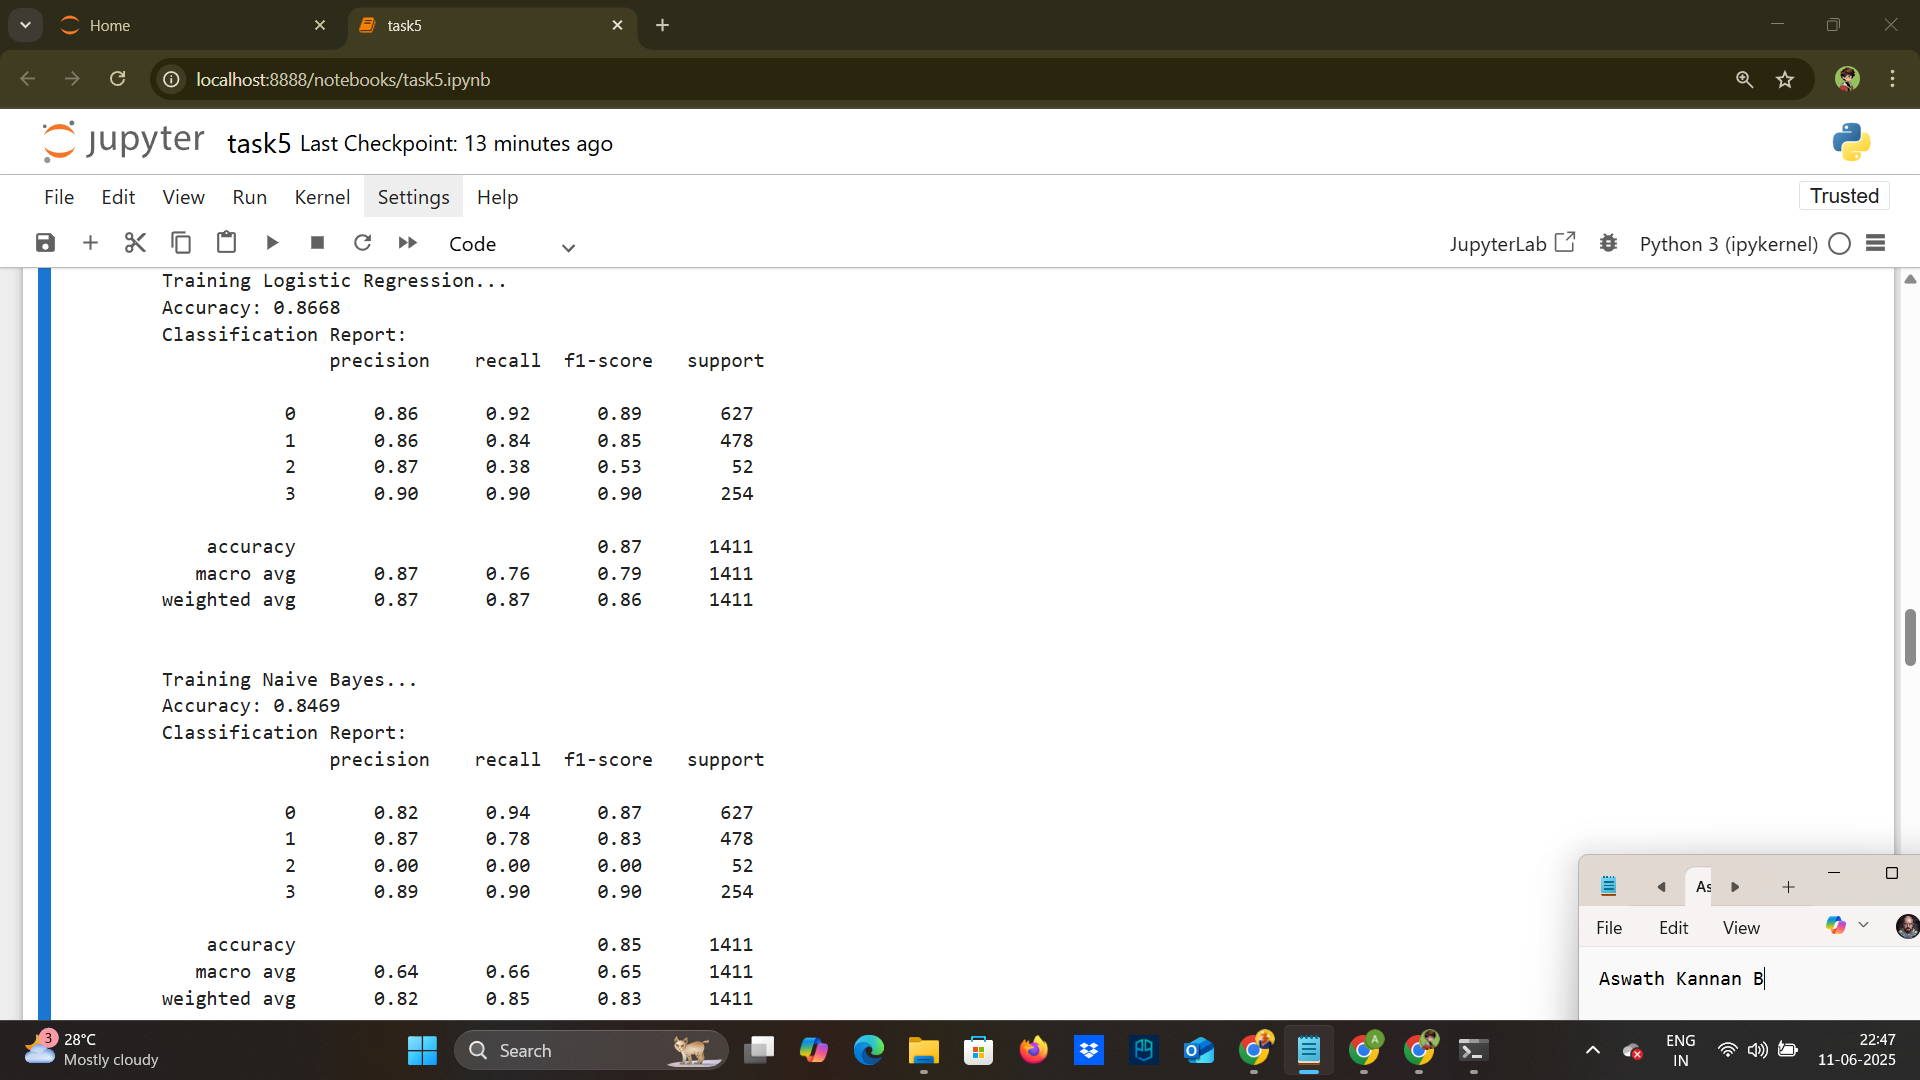 Home
task5
localhost:8888/notebooks/task5.ipynb
jupyter task5 Last Checkpoint: 13 minutes ago
File Edit View Run Kernel Settings Help
Trusted
Code
JupyterLab
Python 3 (ipykernel)
Training Logistic Regression...
Accuracy: 0.8668
Classification Report:
precision recall f1-score support
0 0.86 0.92 0.89 627
1 0.86 0.84 0.85 478
2 0.87 0.38 0.53 52
3 0.90 0.90 0.90 254
accuracy 0.87 1411
macro avg 0.87 0.76 0.79 1411
weighted avg 0.87 0.87 0.86 1411
Training Naive Bayes...
Accuracy: 0.8469
Classification Report:
precision recall f1-score support
0 0.82 0.94 0.87 627
1 0.87 0.78 0.83 478
2 0.00 0.00 0.00 52
3 0.89 0.90 0.90 254
accuracy 0.85 1411
macro avg 0.64 0.66 0.65 1411
weighted avg 0.82 0.85 0.83 1411
As
File Edit View
Aswath Kannan B
3
28°C
Mostly cloudy
Search
A
ENG
IN
22:47
11-06-2025